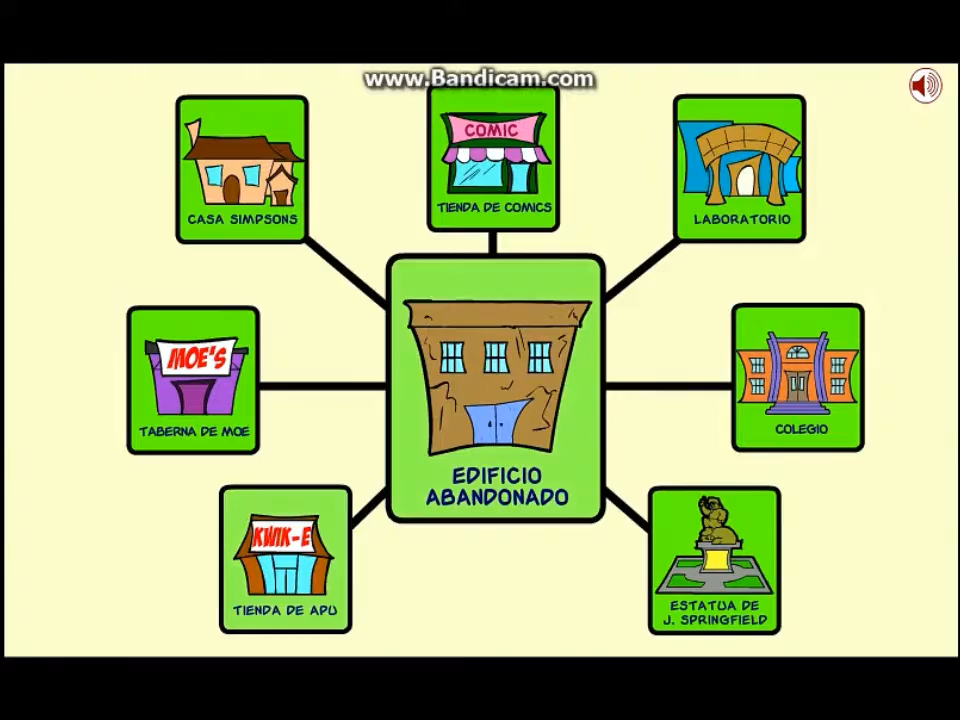 www.Bandicam.com
COMIC
CASA SIMPSONS
TIENDA DE COMICS
LABORATORIO
MOE'S
TABERNA DE MOE
COLEGIO
EDIFICIO
ABANDONADO
KWIK-E
TIENDA DE APU
ESTATUA DE
J. SPRINGFIELD